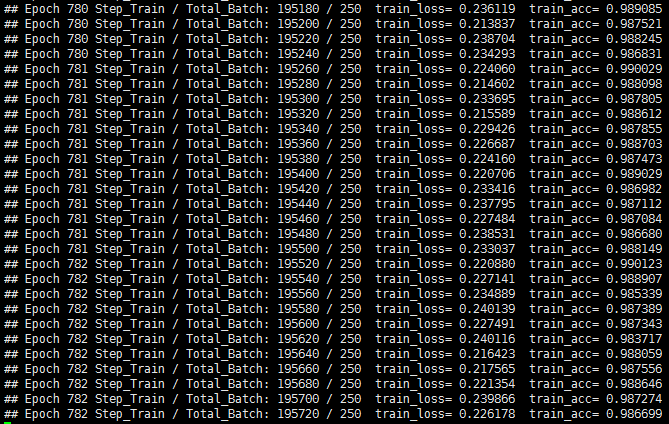 ## Epoch 780 Step_Train / Total_Batch: 195180 / 250  train_loss= 0.236119  train_acc= 0.989085
## Epoch 780 Step_Train / Total_Batch: 195200 / 250  train_loss= 0.213837  train_acc= 0.987521
## Epoch 780 Step_Train / Total_Batch: 195220 / 250  train_loss= 0.238704  train_acc= 0.988245
## Epoch 780 Step_Train / Total_Batch: 195240 / 250  train_loss= 0.234293  train_acc= 0.986831
## Epoch 781 Step_Train / Total_Batch: 195260 / 250  train_loss= 0.224060  train_acc= 0.990029
## Epoch 781 Step_Train / Total_Batch: 195280 / 250  train_loss= 0.214602  train_acc= 0.988098
## Epoch 781 Step_Train / Total_Batch: 195300 / 250  train_loss= 0.233695  train_acc= 0.987805
## Epoch 781 Step_Train / Total_Batch: 195320 / 250  train_loss= 0.215589  train_acc= 0.988612
## Epoch 781 Step_Train / Total_Batch: 195340 / 250  train_loss= 0.229426  train_acc= 0.987855
## Epoch 781 Step_Train / Total_Batch: 195360 / 250  train_loss= 0.226687  train_acc= 0.988703
## Epoch 781 Step_Train / Total_Batch: 195380 / 250  train_loss= 0.224160  train_acc= 0.987473
## Epoch 781 Step_Train / Total_Batch: 195400 / 250  train_loss= 0.220706  train_acc= 0.989029
## Epoch 781 Step_Train / Total_Batch: 195420 / 250  train_loss= 0.233416  train_acc= 0.986982
## Epoch 781 Step_Train / Total_Batch: 195440 / 250  train_loss= 0.237795  train_acc= 0.987112
## Epoch 781 Step_Train / Total_Batch: 195460 / 250  train_loss= 0.227484  train_acc= 0.987084
## Epoch 781 Step_Train / Total_Batch: 195480 / 250  train_loss= 0.238531  train_acc= 0.986680
## Epoch 781 Step_Train / Total_Batch: 195500 / 250  train_loss= 0.233037  train_acc= 0.988149
## Epoch 782 Step_Train / Total_Batch: 195520 / 250  train_loss= 0.220880  train_acc= 0.990123
## Epoch 782 Step_Train / Total_Batch: 195540 / 250  train_loss= 0.227141  train_acc= 0.988907
## Epoch 782 Step_Train / Total_Batch: 195560 / 250  train_loss= 0.234889  train_acc= 0.985339
## Epoch 782 Step_Train / Total_Batch: 195580 / 250  train_loss= 0.240139  train_acc= 0.987389
## Epoch 782 Step_Train / Total_Batch: 195600 / 250  train_loss= 0.227491  train_acc= 0.987343
## Epoch 782 Step_Train / Total_Batch: 195620 / 250  train_loss= 0.240116  train_acc= 0.983717
## Epoch 782 Step_Train / Total_Batch: 195640 / 250  train_loss= 0.216423  train_acc= 0.988059
## Epoch 782 Step_Train / Total_Batch: 195660 / 250  train_loss= 0.217565  train_acc= 0.987556
## Epoch 782 Step_Train / Total_Batch: 195680 / 250  train_loss= 0.221354  train_acc= 0.988646
## Epoch 782 Step_Train / Total_Batch: 195700 / 250  train_loss= 0.239866  train_acc= 0.987274
## Epoch 782 Step_Train / Total_Batch: 195720 / 250  train_loss= 0.226178  train_acc= 0.986699